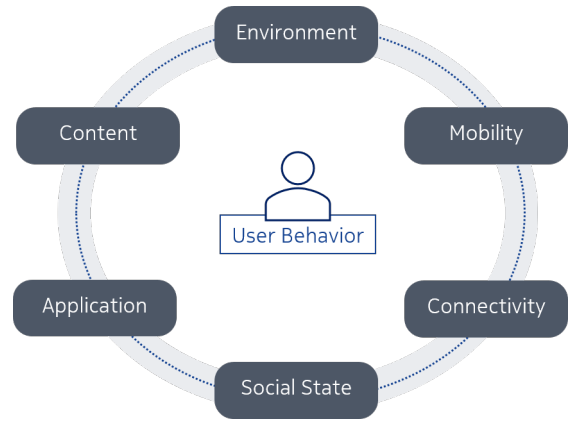 Environment
Content
Mobility
User Behavior
Application
Connectivity
Social State